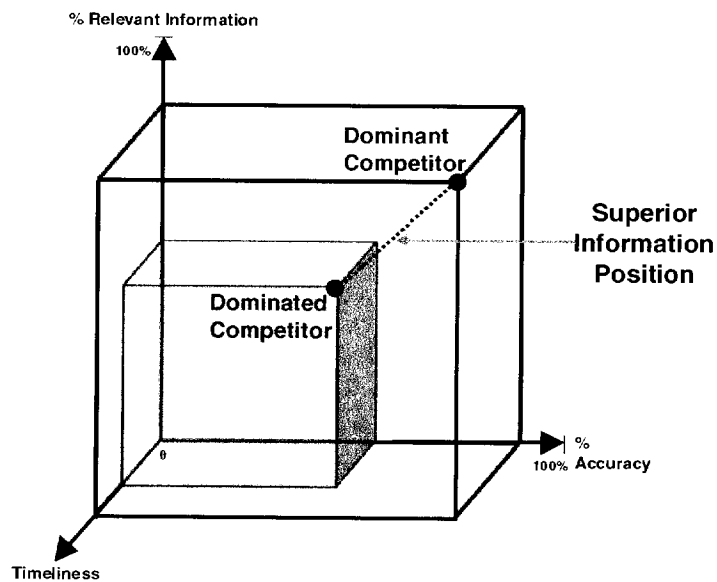 % Relevant Information
100%
Dominant
Competitor
Superior
Information
Position
Dominated
Competitor
0
%
100% Accuracy
Timeliness